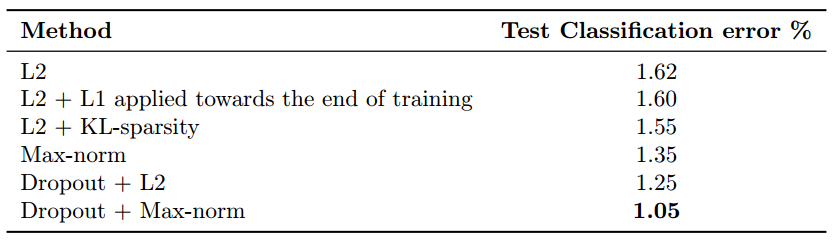 Method Test Classification error %
L2 1.62
L2 + L1 applied towards the end of training 1.60
L2 + KL-sparsity 1.55
Max-norm 1.35
Dropout + L2 1.25
Dropout + Max-norm 1.05